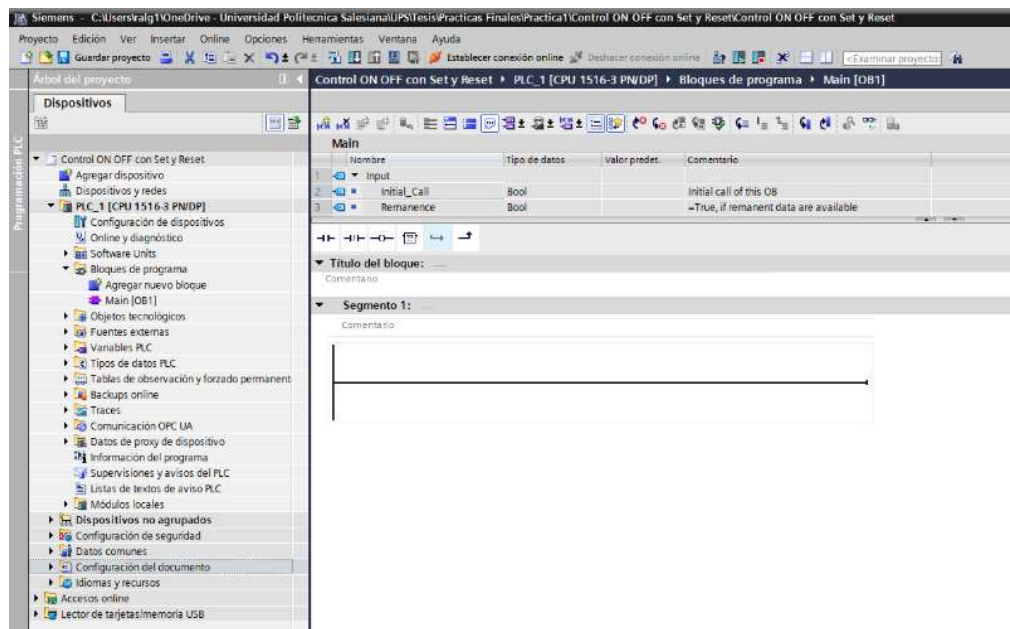 Siemens - C:\Users\ralg1\OneDrive - Universidad Politecnica Salesiana\UPS\Tesis\Practicas Finales\Practica1\Control ON OFF con Set y Reset\Control ON OFF con Set y Reset
Proyecto Edición Ver Insertar Online Opciones Herramientas Ventana Ayuda
Guardar proyecto Establecer conexión online Deshacer conexión online <Examinar proyecto>
Árbol del proyecto
Control ON OFF con Set y Reset PLC_1 [CPU 1516-3 PN/DP] Bloques de programa Main [OB1]
Dispositivos
Programación PLC
Control ON OFF con Set y Reset
Agregar dispositivo
Dispositivos y redes
PLC_1 [CPU 1516-3 PN/DP]
Configuración de dispositivos
Online y diagnóstico
Software Units
Bloques de programa
Agregar nuevo bloque
Main [OB1]
Objetos tecnológicos
Fuentes externas
Variables PLC
Tipos de datos PLC
Tablas de observación y forzado permanent
Backups online
Traces
Comunicación OPC UA
Datos de proxy de dispositivo
Información del programa
Supervisiones y avisos del PLC
Listas de textos de aviso PLC
Módulos locales
Dispositivos no agrupados
Configuración de seguridad
Datos comunes
Configuración del documento
Idiomas y recursos
Accesos online
Lector de tarjetas/memoria USB
Main
Nombre Tipo de datos Valor predet. Comentario
1 Input
2 Initial_Call Bool Initial call of this OB
3 Remanence Bool =True, if remanent data are available
Título del bloque:
Comentario
Segmento 1:
Comentario